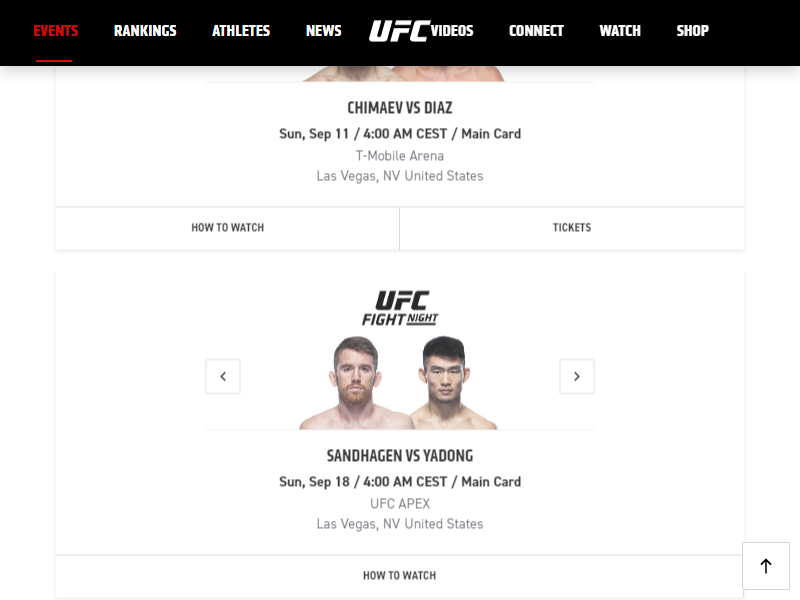 EVENTS RANKINGS ATHLETES NEWS UFC VIDEOS CONNECT WATCH SHOP
CHIMAEV VS DIAZ
Sun, Sep 11 / 4:00 AM CEST / Main Card
T-Mobile Arena
Las Vegas, NV United States
HOW TO WATCH TICKETS
UFC
FIGHT NIGHT
SANDHAGEN VS YADONG
Sun, Sep 18 / 4:00 AM CEST / Main Card
UFC APEX
Las Vegas, NV United States
HOW TO WATCH